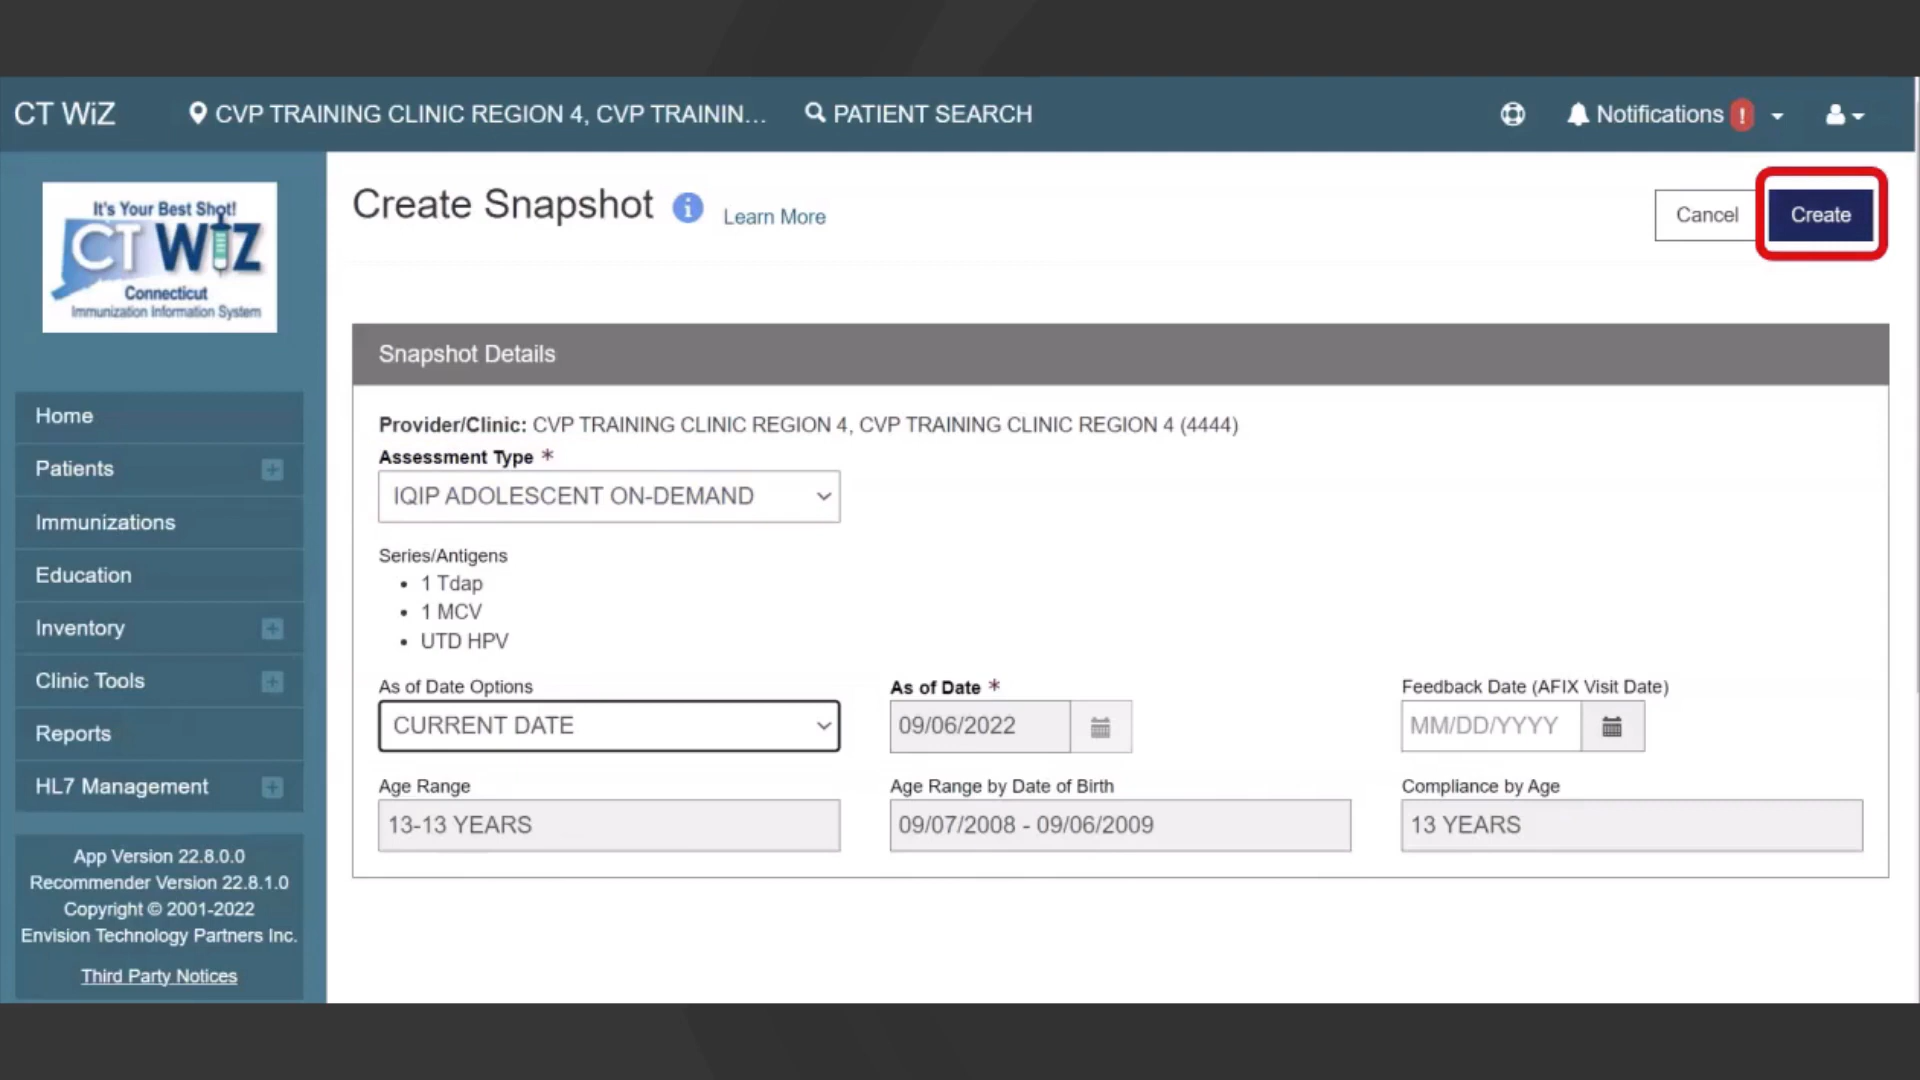 CT WiZ
CVP TRAINING CLINIC REGION 4, CVP TRAININ...
PATIENT SEARCH
Notifications !
It's Your Best Shot!
CT WiZ
Connecticut
Immunization Information System
Home
Patients
Immunizations
Education
Inventory
Clinic Tools
Reports
HL7 Management
App Version 22.8.0.0
Recommender Version 22.8.1.0
Copyright © 2001-2022
Envision Technology Partners Inc.
Third Party Notices
Create Snapshot
Learn More
Cancel
Create
Snapshot Details
Provider/Clinic: CVP TRAINING CLINIC REGION 4, CVP TRAINING CLINIC REGION 4 (4444)
Assessment Type *
IQIP ADOLESCENT ON-DEMAND
Series/Antigens
• 1 Tdap
• 1 MCV
• UTD HPV
As of Date Options
CURRENT DATE
As of Date *
09/06/2022
Feedback Date (AFIX Visit Date)
MM/DD/YYYY
Age Range
13-13 YEARS
Age Range by Date of Birth
09/07/2008 - 09/06/2009
Compliance by Age
13 YEARS